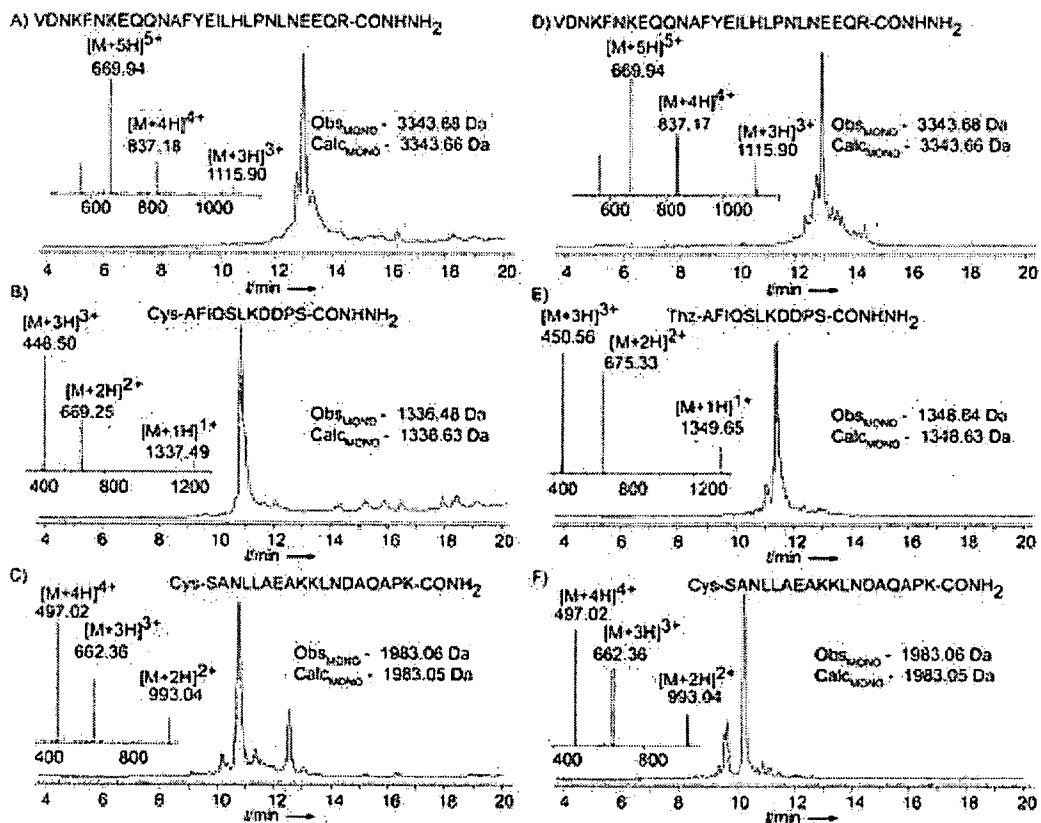 A) VDNKFNKEQQNAFYEILHLPNLNEEQR-CONHNH2
[M+5H]5+
669.94
[M+4H]4+
837.18
[M+3H]3+
1115.90
ObsMONO - 3343.68 Da
CalcMONO - 3343.66 Da
600 800 1000
4 6 8 10 12 14 16 18 20
t/min
D) VDNKFNKEQQNAFYEILHLPNLNEEQR-CONHNH2
[M+5H]5+
669.94
[M+4H]4+
837.17
[M+3H]3+
1115.90
ObsMONO - 3343.68 Da
CalcMONO - 3343.66 Da
600 800 1000
4 6 8 10 12 14 16 18 20
t/min
B) Cys-AFIQSLKDDPS-CONHNH2
[M+3H]3+
446.50
[M+2H]2+
669.25
[M+1H]1+
1337.49
ObsMONO - 1336.48 Da
CalcMONO - 1336.63 Da
400 800 1200
4 6 8 10 12 14 16 18 20
t/min
E) Thz-AFIQSLKDDPS-CONHNH2
[M+3H]3+
450.56
[M+2H]2+
675.33
[M+1H]1+
1349.65
ObsMONO - 1348.64 Da
CalcMONO - 1348.63 Da
400 800 1200
4 6 8 10 12 14 16 18 20
t/min
C) Cys-SANLLAEAKKLNDAQAPK-CONH2
[M+4H]4+
497.02
[M+3H]3+
662.36
[M+2H]2+
993.04
ObsMONO - 1983.06 Da
CalcMONO - 1983.05 Da
400 800
4 6 8 10 12 14 16 18 20
t/min
F) Cys-SANLLAEAKKLNDAQAPK-CONH2
[M+4H]4+
497.02
[M+3H]3+
662.36
[M+2H]2+
993.04
ObsMONO - 1983.06 Da
CalcMONO - 1983.05 Da
400 800
4 6 8 10 12 14 16 18 20
t/min